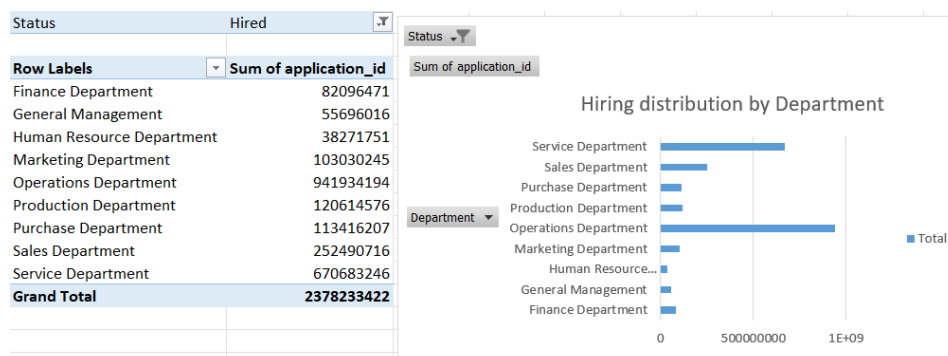 Status Hired
Row Labels Sum of application_id
Finance Department 82096471
General Management 55696016
Human Resource Department 38271751
Marketing Department 103030245
Operations Department 941934194
Production Department 120614576
Purchase Department 113416207
Sales Department 252490716
Service Department 670683246
Grand Total 2378233422
Status
Sum of application_id
Hiring distribution by Department
Service Department
Sales Department
Purchase Department
Production Department
Operations Department
Marketing Department
Human Resource...
General Management
Finance Department
Department
Total
0 500000000 1E+09